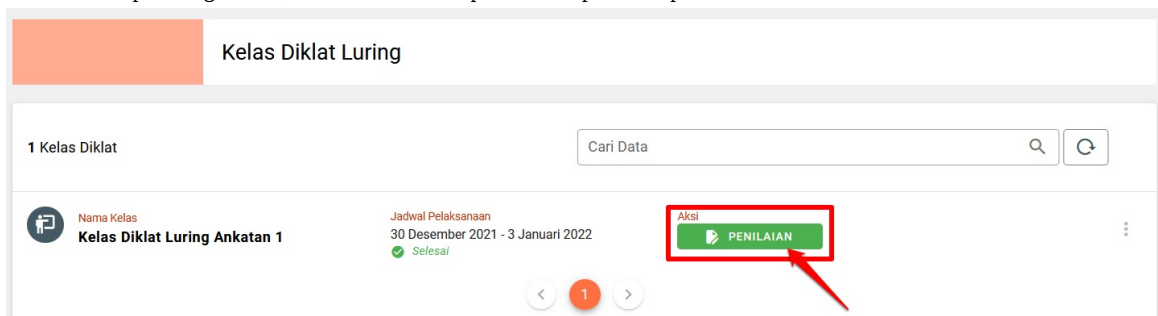 Kelas Diklat Luring
1 Kelas Diklat
Cari Data
Nama Kelas
Kelas Diklat Luring Ankatan 1
Jadwal Pelaksanaan
30 Desember 2021 - 3 Januari 2022
Selesai
Aksi
PENILAIAN
1